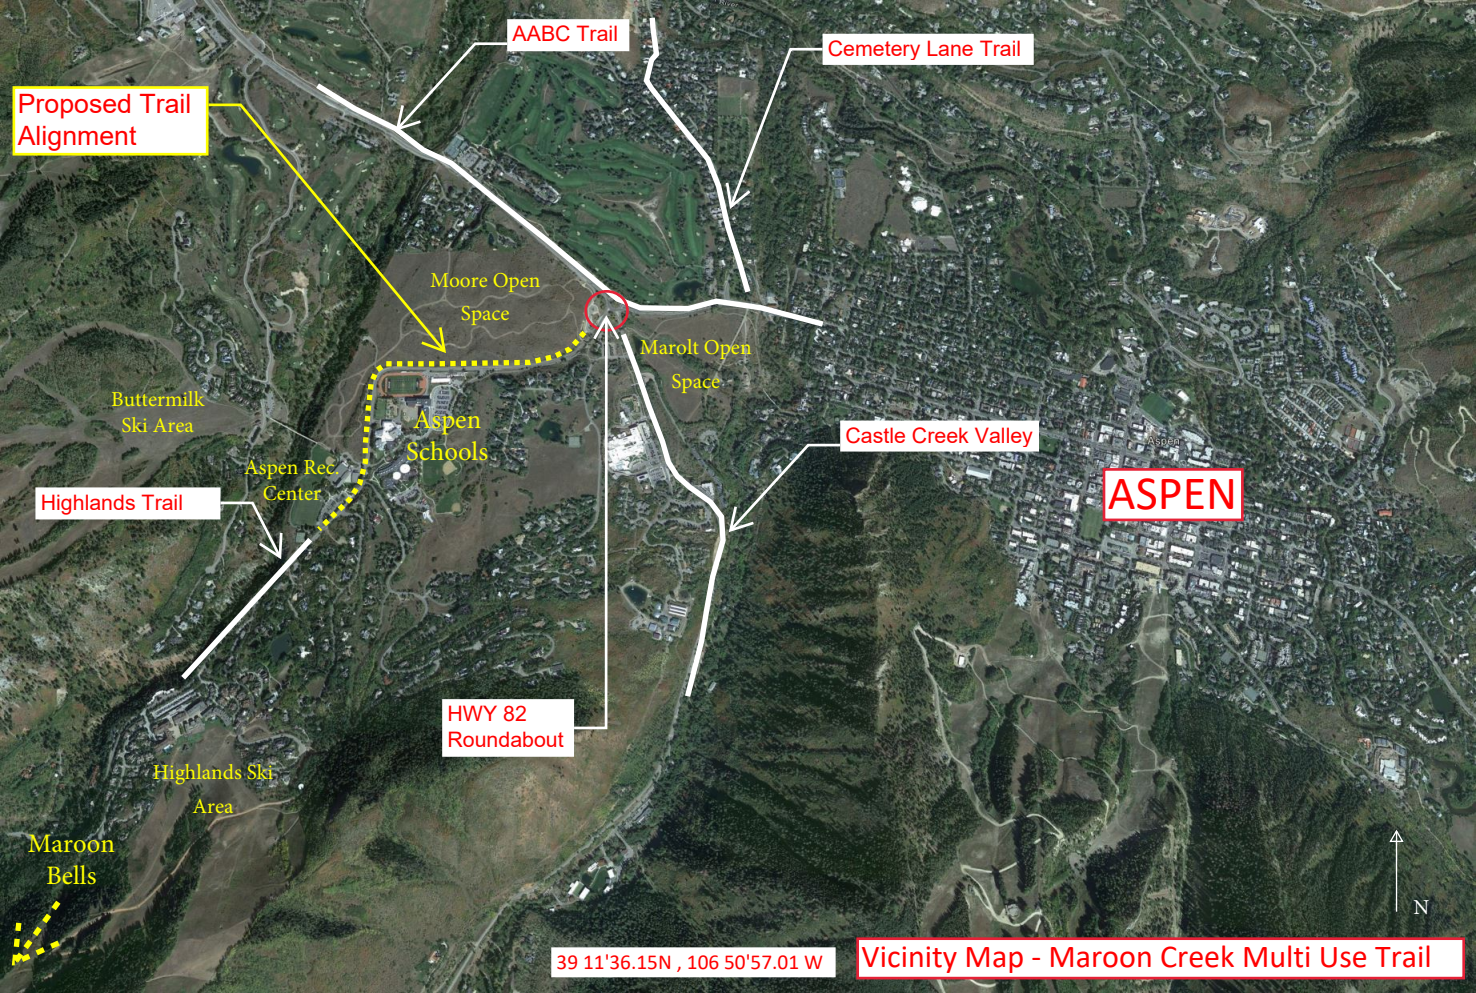 AABC Trail
Cemetery Lane Trail
Proposed Trail
Alignment
Moore Open
Space
Marolt Open
Space
Buttermilk
Ski Area
Aspen
Schools
Castle Creek Valley
Aspen
Aspen Rec.
Center
ASPEN
Highlands Trail
HWY 82
Roundabout
Highlands Ski
Area
Maroon
Bells
N
39 11'36.15N , 106 50'57.01 W
Vicinity Map - Maroon Creek Multi Use Trail